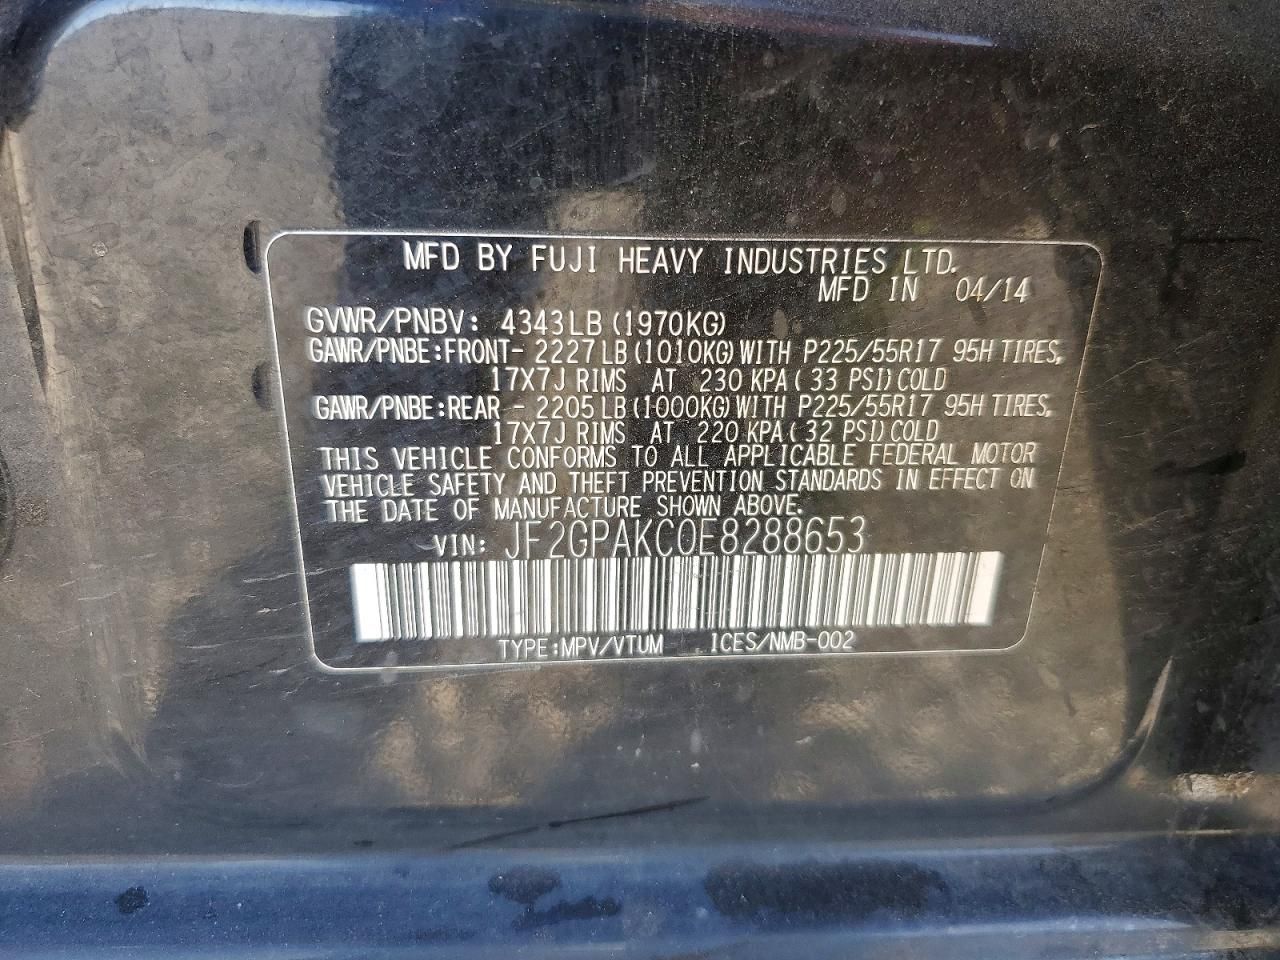 MFD BY FUJI HEAVY INDUSTRIES LTD.
MFD IN 04/14
GVWR/PNBV: 4343LB (1970KG)
GAWR/PNBE:FRONT- 2227LB (1010KG) WITH P225/55R17 95H TIRES,
17X7J RIMS AT 230 KPA( 33 PSI)COLD
GAWR/PNBE:REAR - 2205LB (1000KG) WITH P225/55R17 95H TIRES,
17X7J RIMS AT 220 KPA( 32 PSI)COLD
THIS VEHICLE CONFORMS TO ALL APPLICABLE FEDERAL MOTOR
VEHICLE SAFETY AND THEFT PREVENTION STANDARDS IN EFFECT ON
THE DATE OF MANUFACTURE SHOWN ABOVE.
VIN: JF2GPAKC0E8288653
TYPE:MPV/VTUM ICES/NMB-002